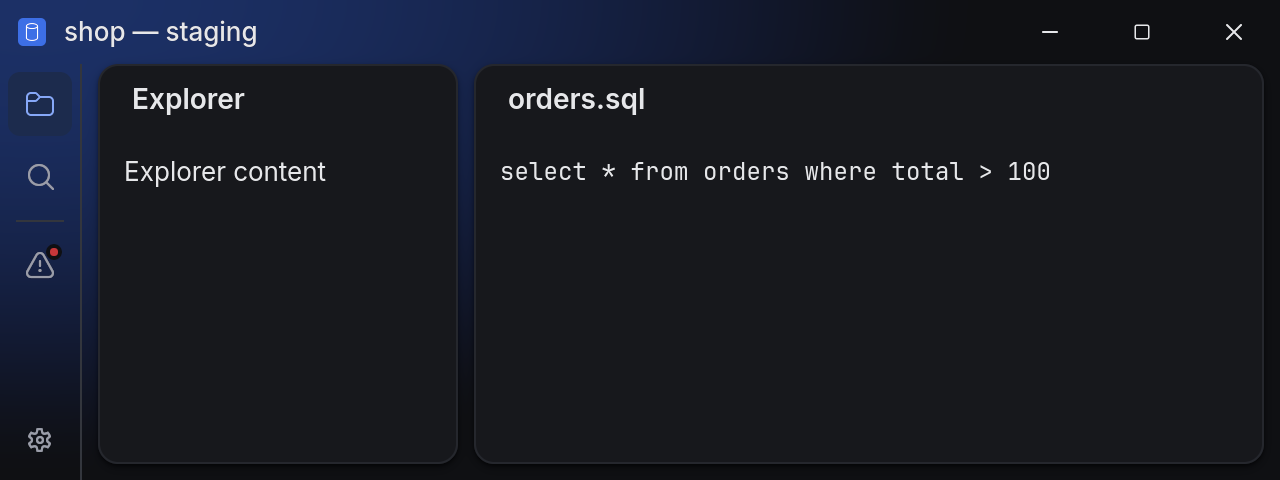 shop — staging
Explorer
Explorer content
orders.sql
select * from orders where total > 100